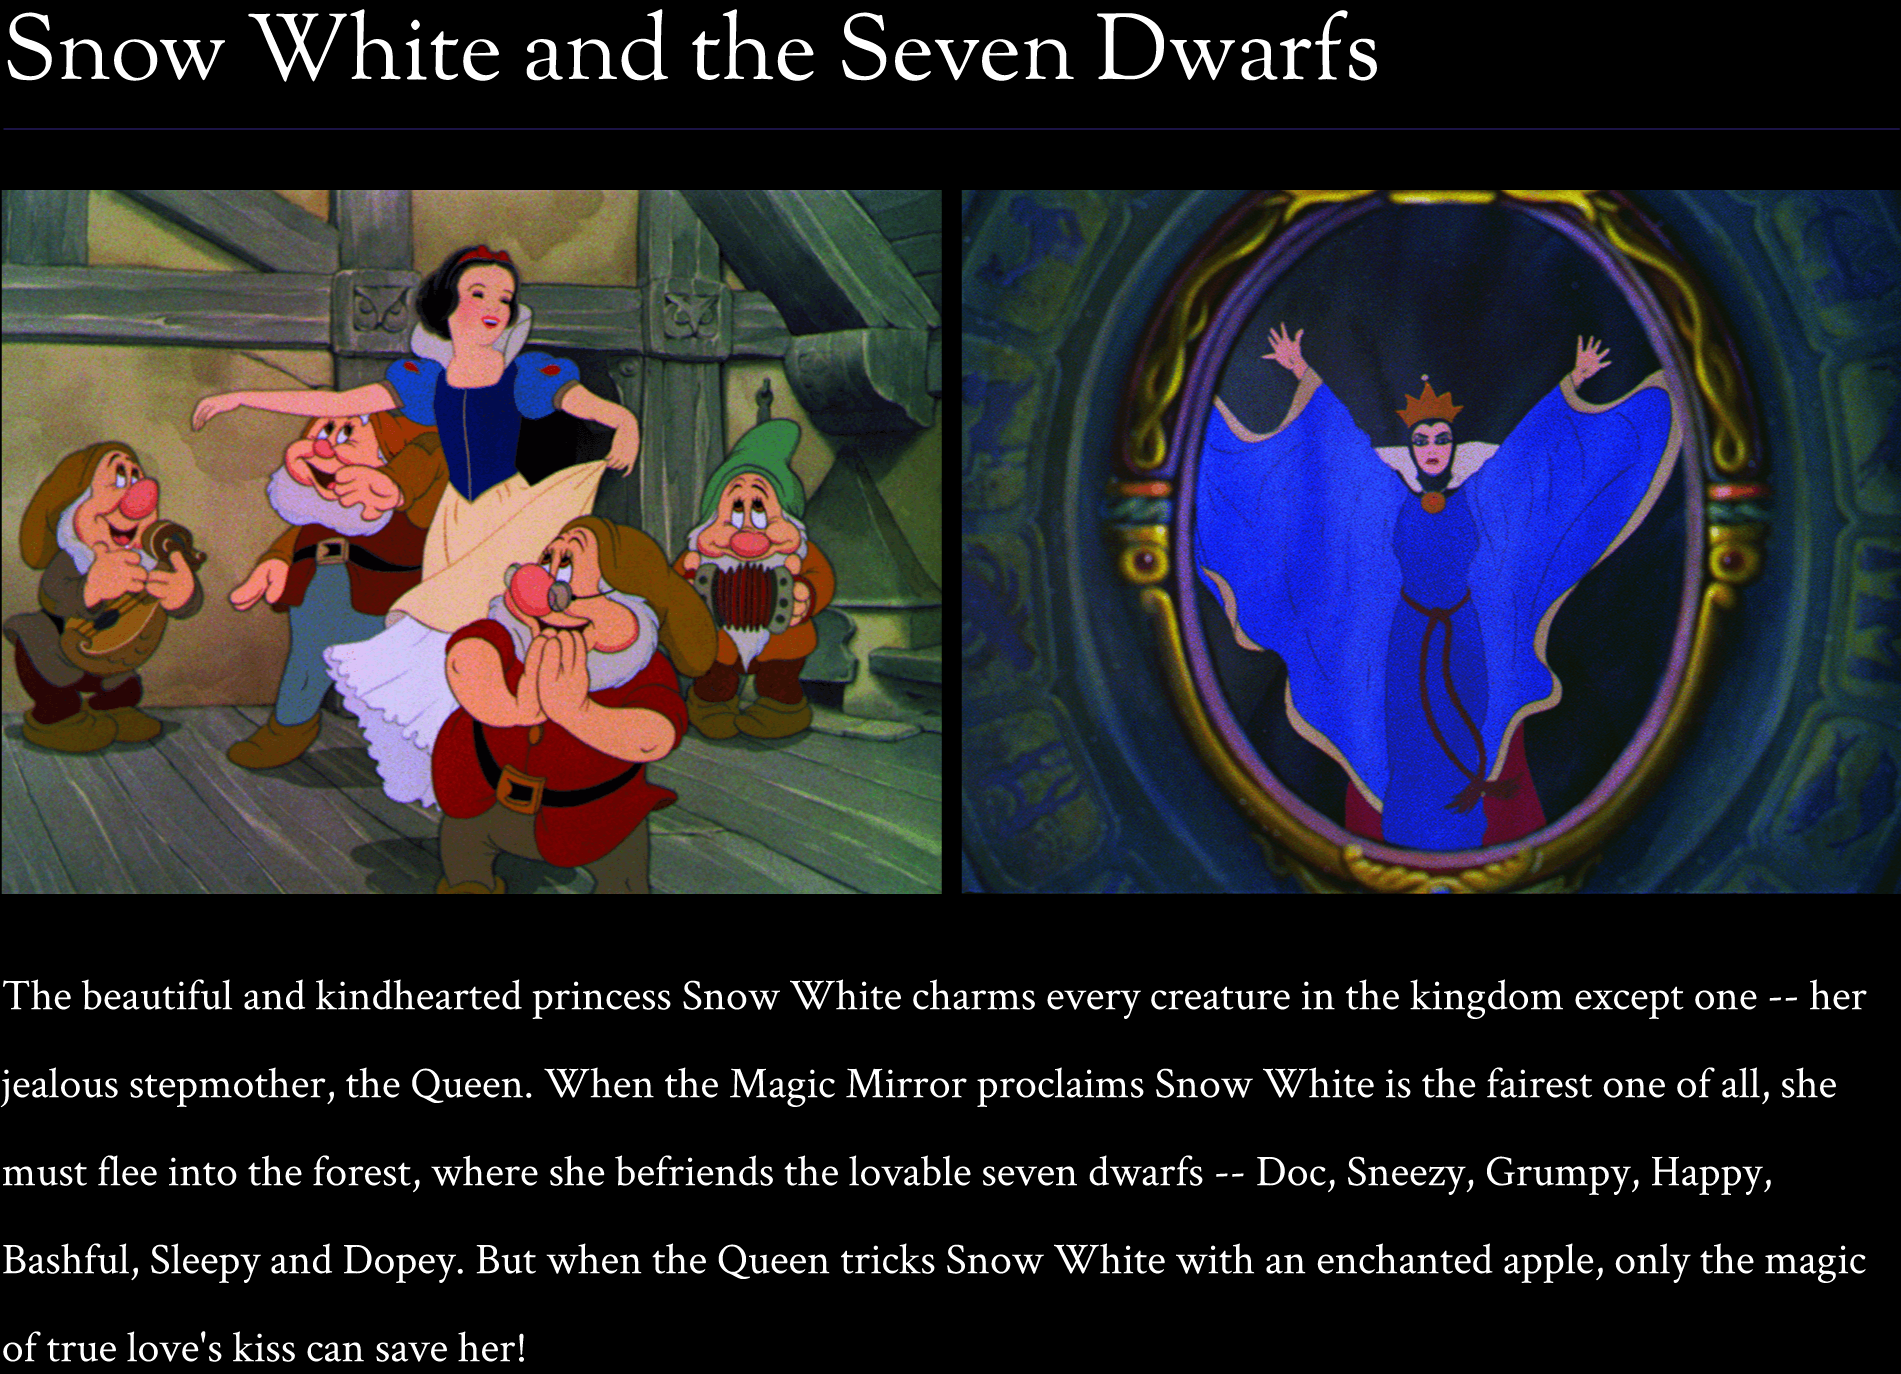 Snow White and the Seven Dwarfs
The beautiful and kindhearted princess Snow White charms every creature in the kingdom except one -- her
jealous stepmother, the Queen. When the Magic Mirror proclaims Snow White is the fairest one of all, she
must flee into the forest, where she befriends the lovable seven dwarfs -- Doc, Sneezy, Grumpy, Happy,
Bashful, Sleepy and Dopey. But when the Queen tricks Snow White with an enchanted apple, only the magic
of true love's kiss can save her!